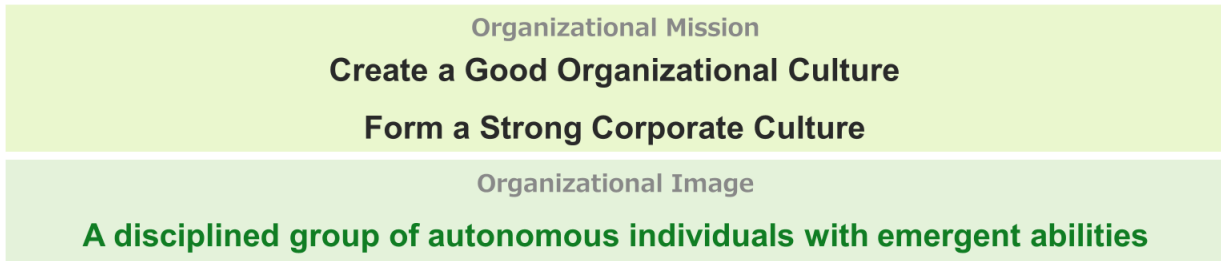 Organizational Mission
Create a Good Organizational Culture
Form a Strong Corporate Culture
Organizational Image
A disciplined group of autonomous individuals with emergent abilities